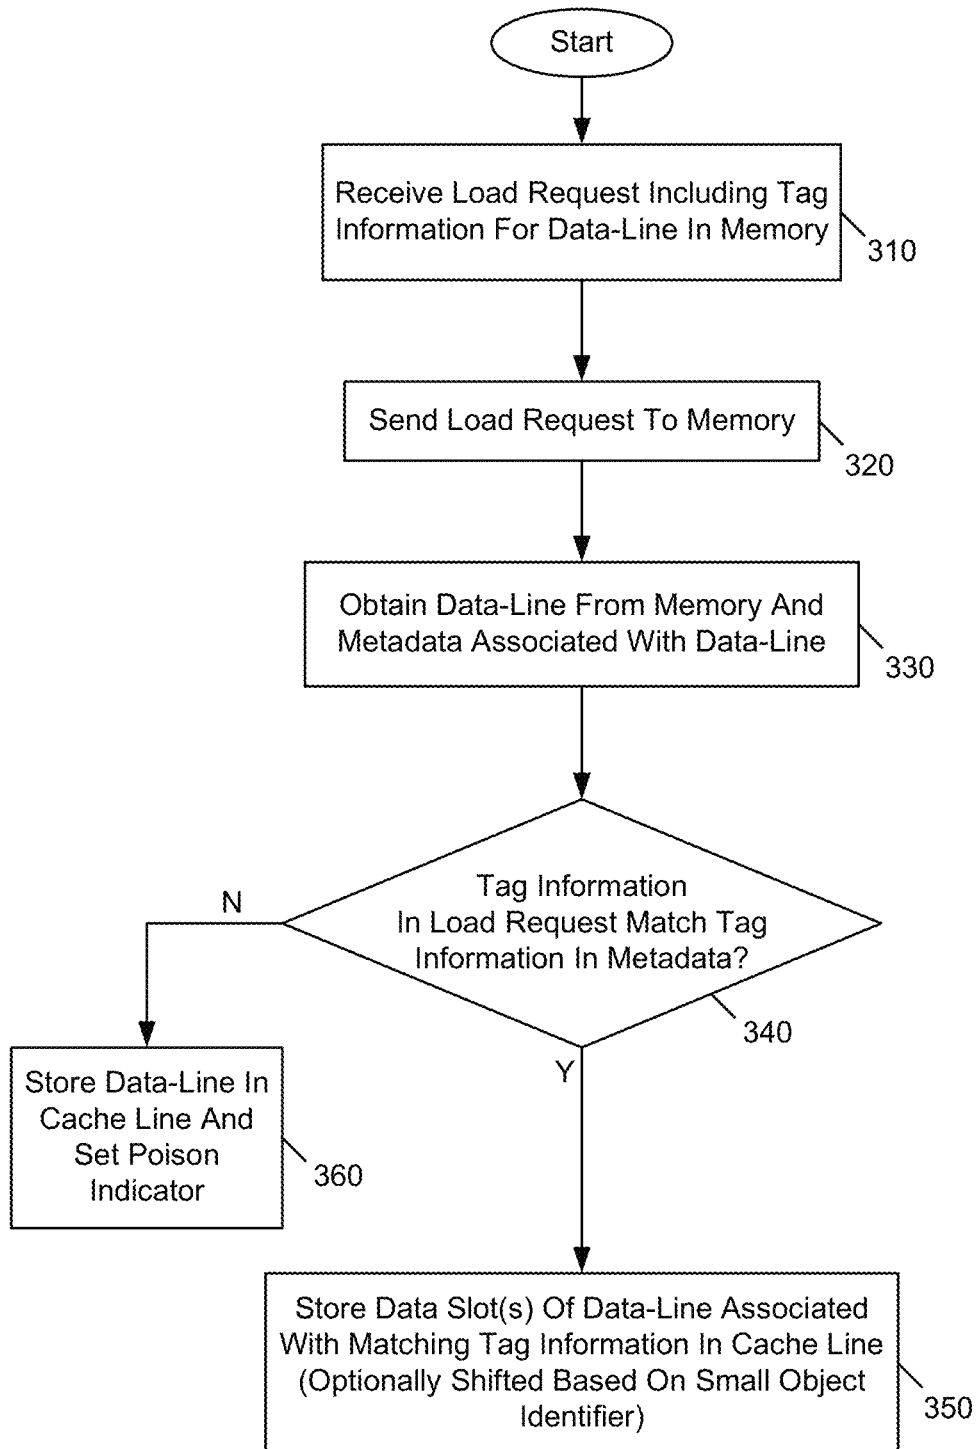 Start
Receive Load Request Including Tag
Information For Data-Line In Memory
310
Send Load Request To Memory
320
Obtain Data-Line From Memory And
Metadata Associated With Data-Line
330
Tag Information
In Load Request Match Tag
Information In Metadata?
340
N
Y
Store Data-Line In
Cache Line And
Set Poison
Indicator
360
Store Data Slot(s) Of Data-Line Associated
With Matching Tag Information In Cache Line
(Optionally Shifted Based On Small Object
Identifier)
350